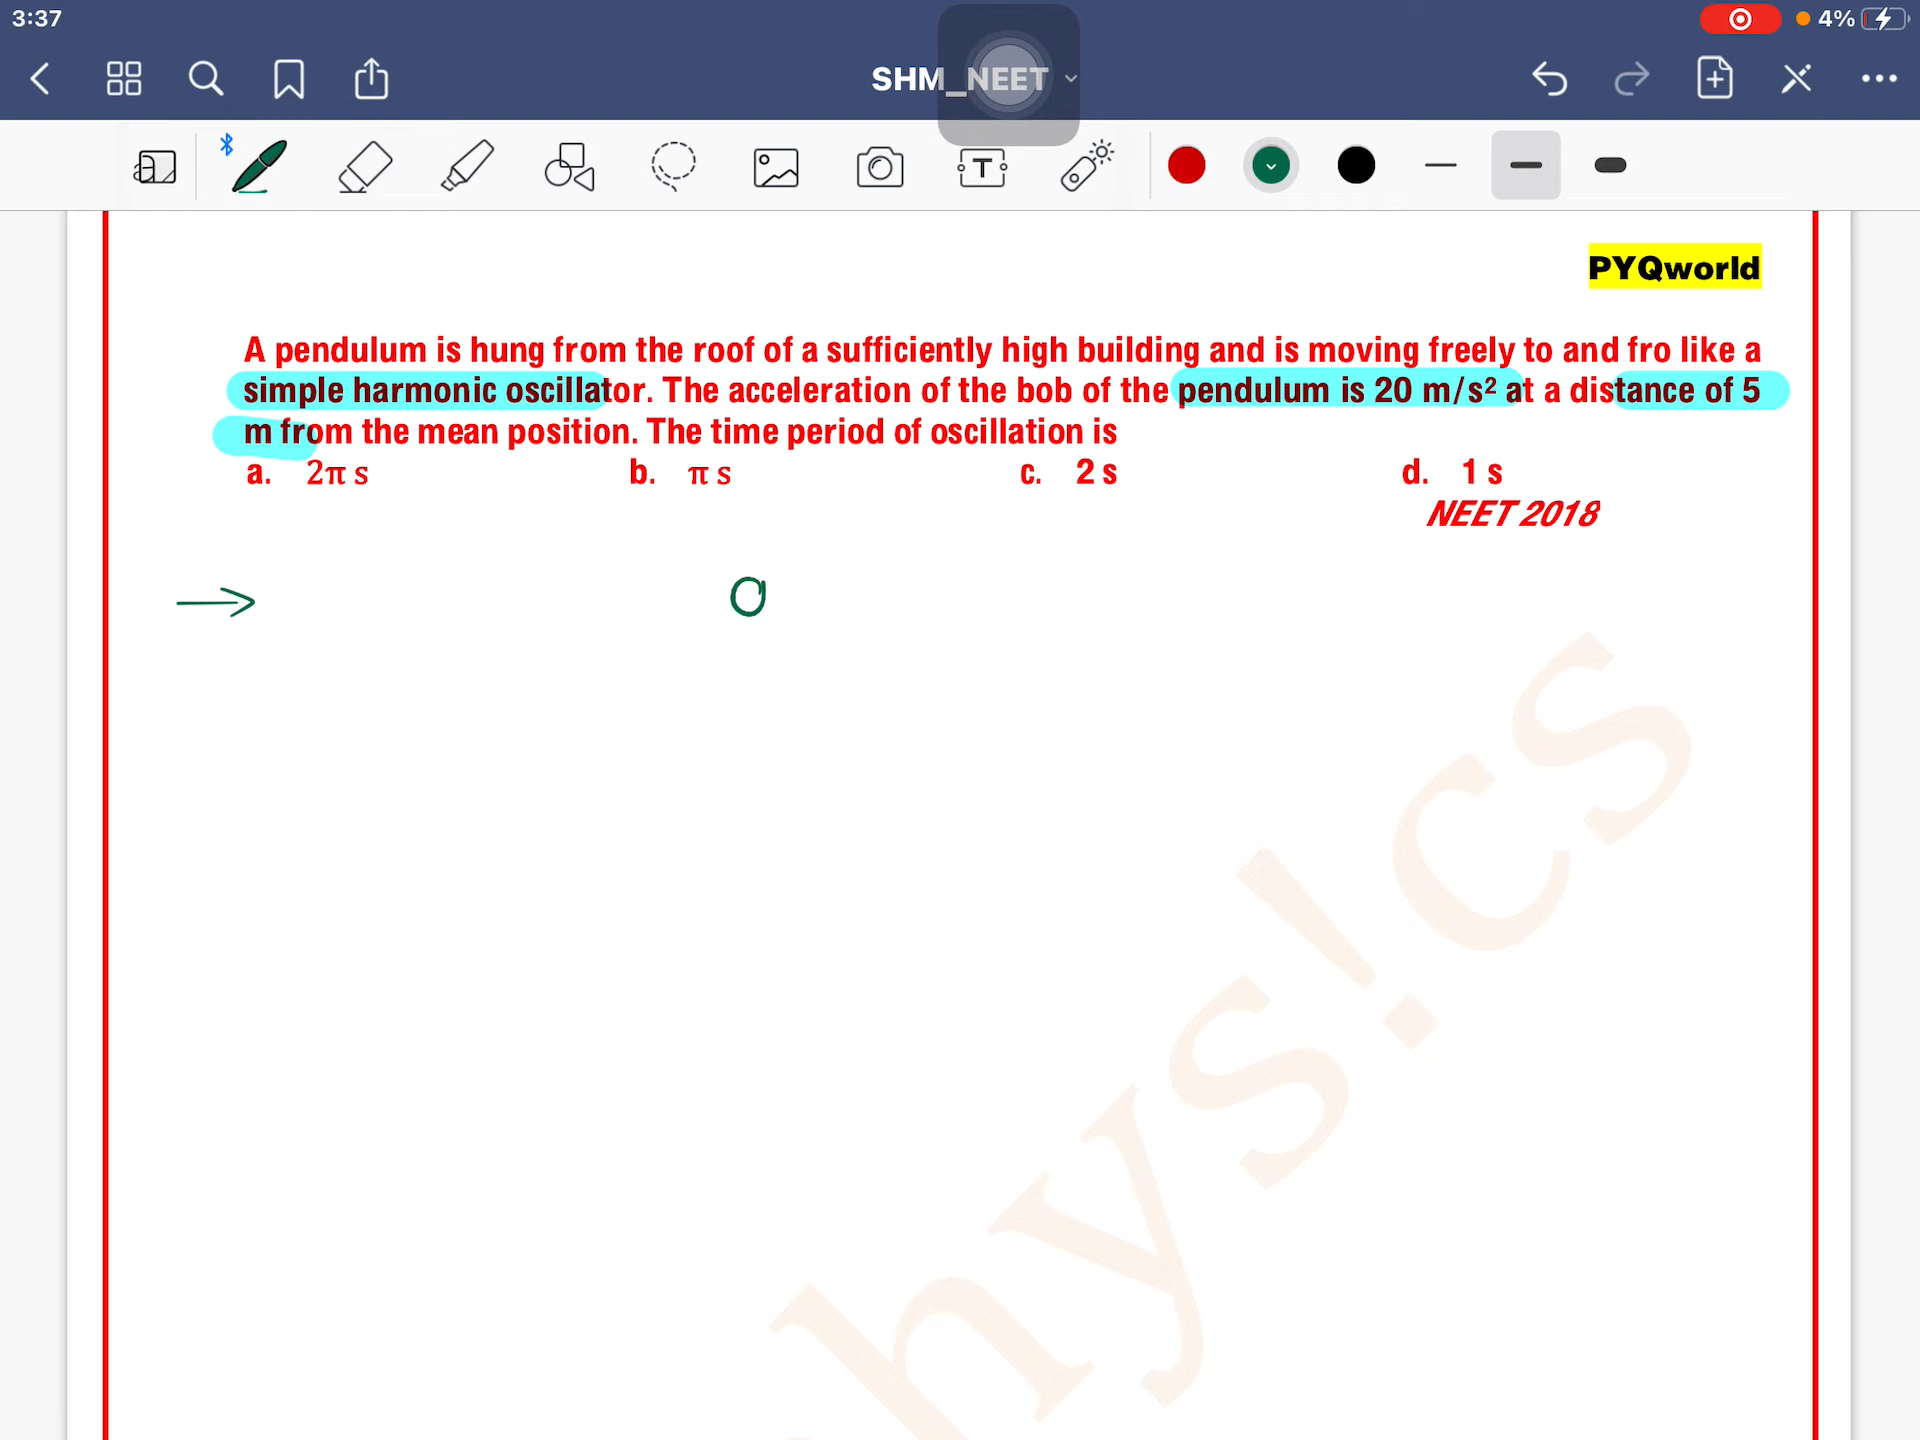 3:37
4%
SHM_NEET
a
T
PYQworld
A pendulum is hung from the roof of a sufficiently high building and is moving freely to and fro like a
simple harmonic oscillator. The acceleration of the bob of the pendulum is 20 m/s² at a distance of 5
m from the mean position. The time period of oscillation is
a. 2π s b. π s c. 2 s d. 1 s
NEET 2018
→
hys!cs